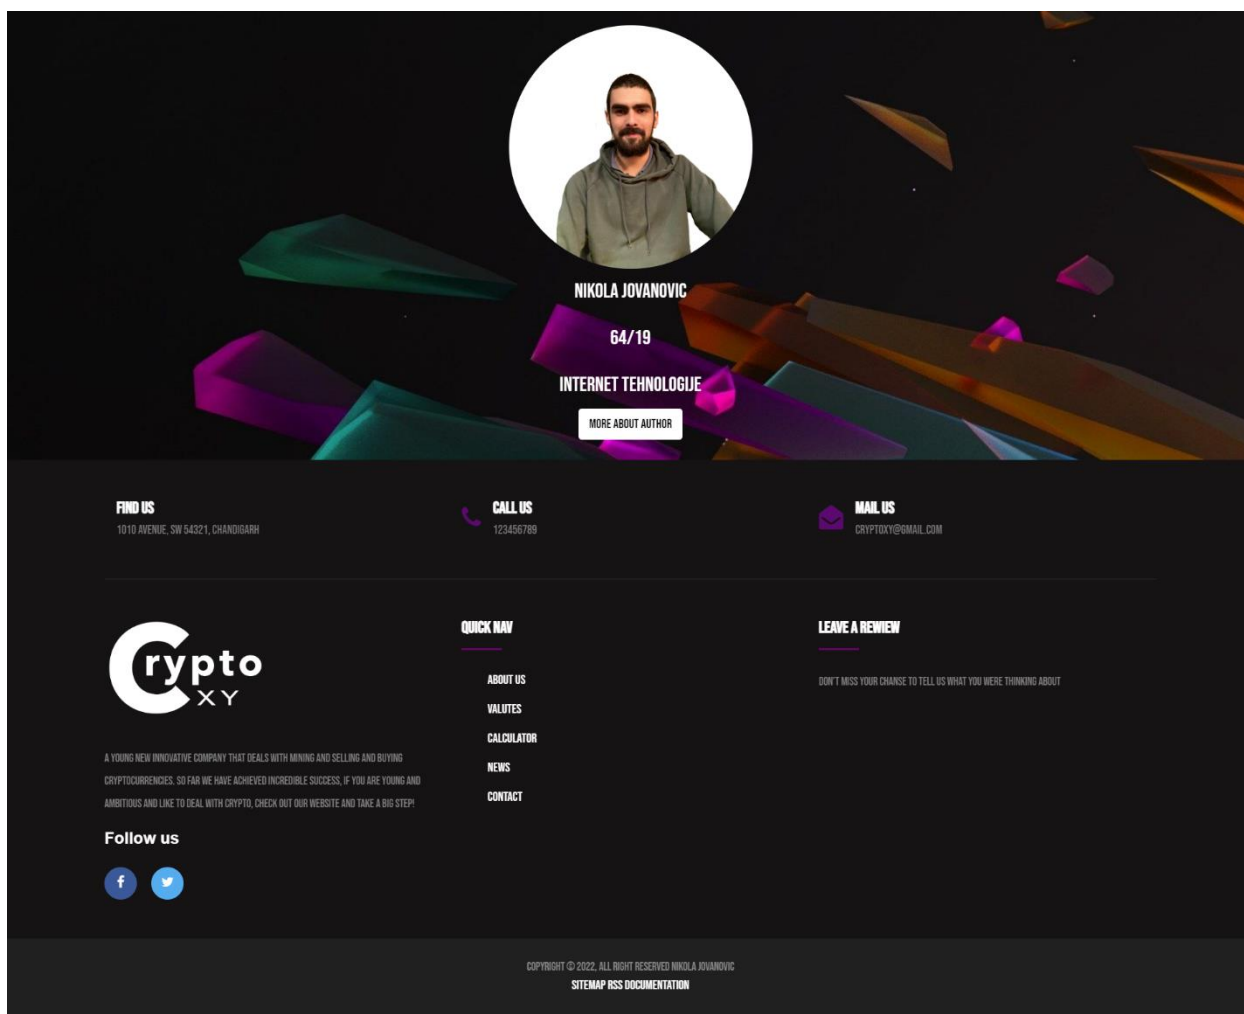 NIKOLA JOVANOVIC
64/19
INTERNET TEHNOLOGIJE
MORE ABOUT AUTHOR
FIND US
1010 AVENUE, SW 54321, CHANDIGARH
CALL US
123456789
MAIL US
CRYPTOXY@GMAIL.COM
Crypto
XY
A YOUNG NEW INNOVATIVE COMPANY THAT DEALS WITH MINING AND SELLING AND BUYING
CRYPTOCURRENCIES. SO FAR WE HAVE ACHIEVED INCREDIBLE SUCCESS, IF YOU ARE YOUNG AND
AMBITIOUS AND LIKE TO DEAL WITH CRYPTO, CHECK OUT OUR WEBSITE AND TAKE A BIG STEP!
Follow us
QUICK NAV
ABOUT US
VALUTES
CALCULATOR
NEWS
CONTACT
LEAVE A REWIEW
DON'T MISS YOUR CHANSE TO TELL US WHAT YOU WERE THINKING ABOUT
COPYRIGHT © 2022, ALL RIGHT RESERVED NIKOLA JOVANOVIC
SITEMAP RSS DOCUMENTATION